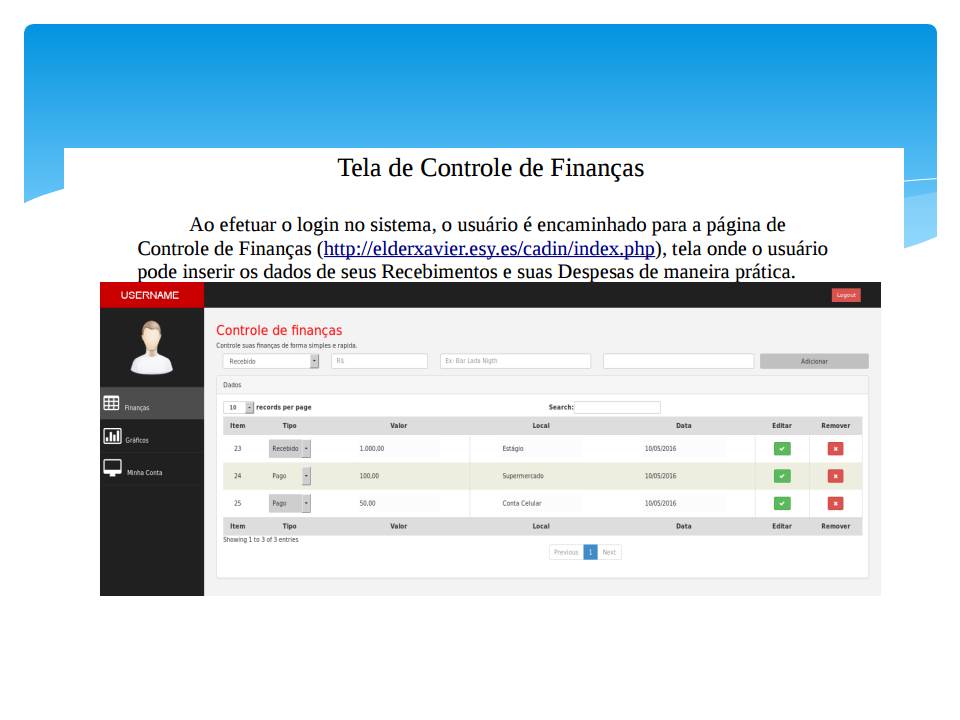 Tela de Controle de Finanças
Ao efetuar o login no sistema, o usuário é encaminhado para a página de
Controle de Finanças (http://elderxavier.esy.es/cadin/index.php), tela onde o usuário
pode inserir os dados de seus Recebimentos e suas Despesas de maneira prática.
USERNAME
Logout
Controle de finanças
Controle suas finanças de forma simples e rapida.
Recebido R$ Ex: Bar Lada Nigth Adicionar
Dados
10 records per page Search:
Item Tipo Valor Local Data Editar Remover
23 Recebido 1.000,00 Estágio 10/05/2016
24 Pago 100,00 Supermercado 10/05/2016
25 Pago 50,00 Conta Celular 10/05/2016
Item Tipo Valor Local Data Editar Remover
Showing 1 to 3 of 3 entries
Previous 1 Next
Finanças
Gráficos
Minha Conta